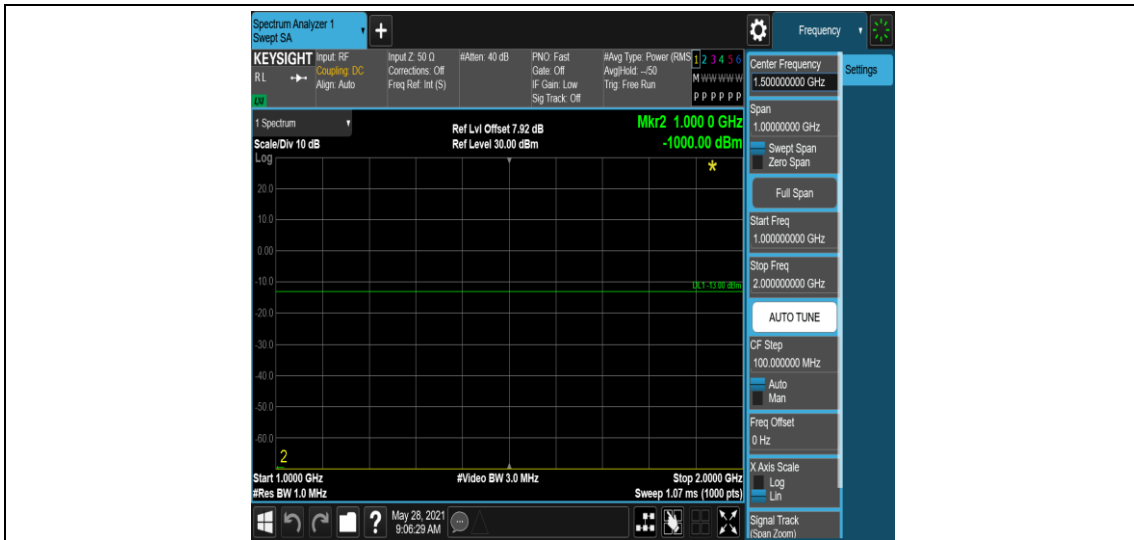 Spectrum Analyzer 1
Swept SA
+
Frequency
KEYSIGHT
RL
LXI
Input: RF
Coupling: DC
Align: Auto
Input Z: 50 Ω
Corrections: Off
Freq Ref: Int (S)
#Atten: 40 dB
PNO: Fast
Gate: Off
IF Gain: Low
Sig Track: Off
#Avg Type: Power (RMS
Avg|Hold: --/50
Trig: Free Run
1 2 3 4 5 6
M W W W W W
P P P P P P
1 Spectrum
Scale/Div 10 dB
Log
Ref Lvl Offset 7.92 dB
Ref Level 30.00 dBm
Mkr2 1.000 0 GHz
-1000.00 dBm
*
20.0
10.0
0.00
-10.0
DL1 -13.00 dBm
-20.0
-30.0
-40.0
-50.0
-60.0
2
Start 1.0000 GHz
#Res BW 1.0 MHz
#Video BW 3.0 MHz
Stop 2.0000 GHz
Sweep 1.07 ms (1000 pts)
?
May 28, 2021
9:06:29 AM
Center Frequency
1.500000000 GHz
Span
1.00000000 GHz
Swept Span
Zero Span
Full Span
Start Freq
1.000000000 GHz
Stop Freq
2.000000000 GHz
AUTO TUNE
CF Step
100.000000 MHz
Auto
Man
Freq Offset
0 Hz
X Axis Scale
Log
Lin
Signal Track
(Span Zoom)
Settings